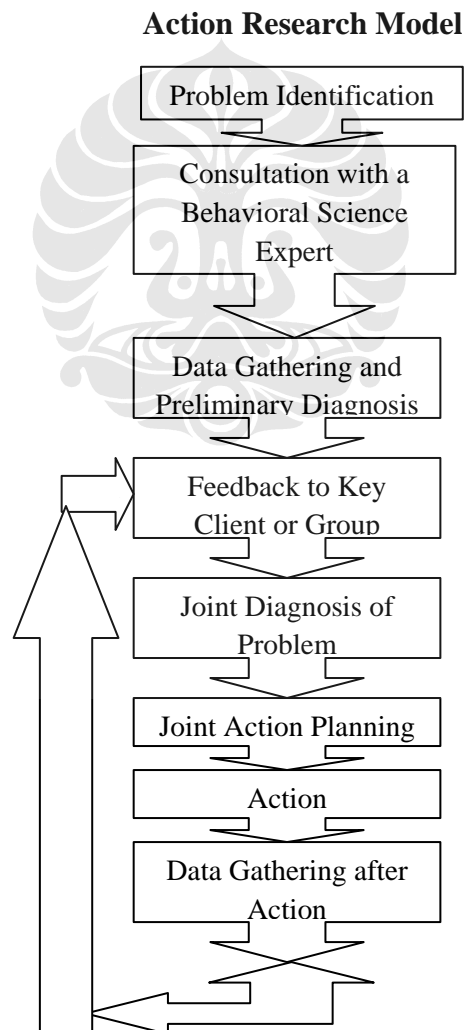 Action Research Model
Problem Identification
Consultation with a
Behavioral Science
Expert
Data Gathering and
Preliminary Diagnosis
Feedback to Key
Client or Group
Joint Diagnosis of
Problem
Joint Action Planning
Action
Data Gathering after
Action